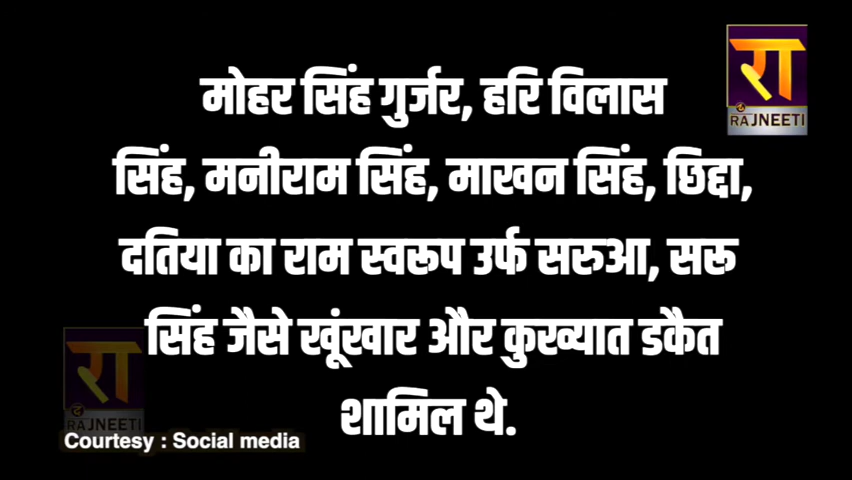 रा
RAJNEETI
मोहर सिंह गुर्जर, हरि विलास
सिंह, मनीराम सिंह, माखन सिंह, छिद्दा,
दतिया का राम स्वरूप उर्फ सरुआ, सरू
सिंह जैसे खूंखार और कुख्यात डकैत
शामिल थे.
रा
RAJNEETI
Courtesy : Social media